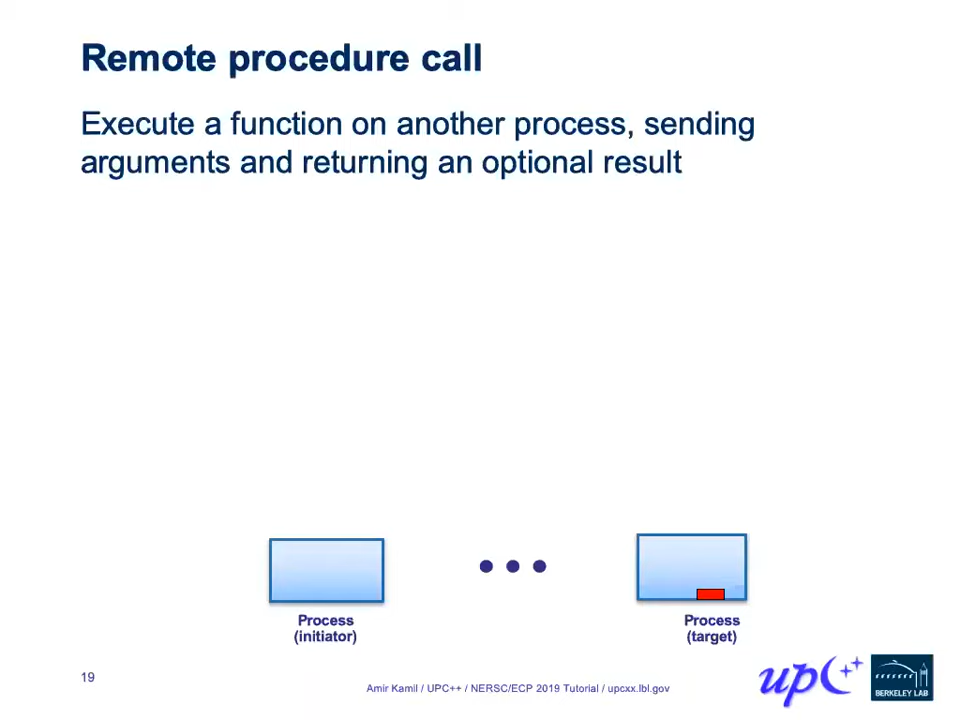 Remote procedure call
Execute a function on another process, sending
arguments and returning an optional result
Process
(initiator)
Process
(target)
19
Amir Kamil / UPC++ / NERSC/ECP 2019 Tutorial / upcxx.lbl.gov
upc++
BERKELEY LAB